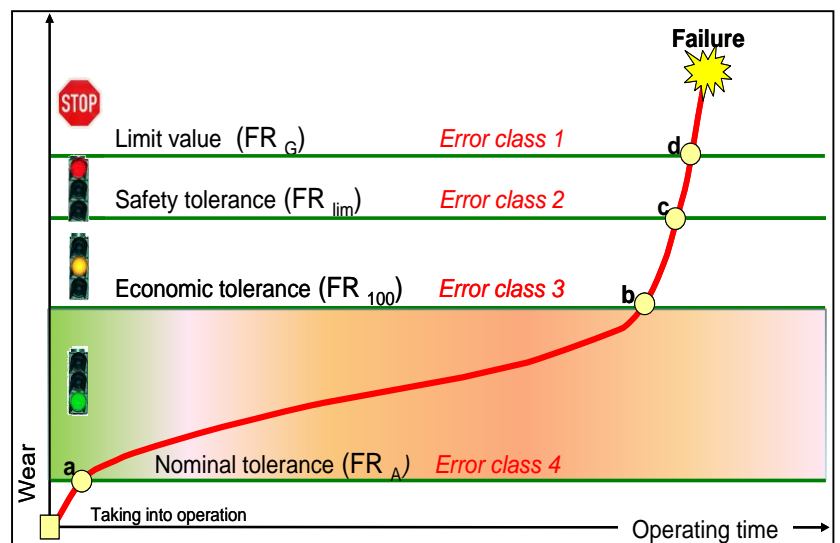 Failure
STOP
Limit value (FR G) Error class 1
d
Safety tolerance (FR lim) Error class 2
c
Economic tolerance (FR 100) Error class 3
b
a
Nominal tolerance (FR A) Error class 4
Wear
Taking into operation
Operating time